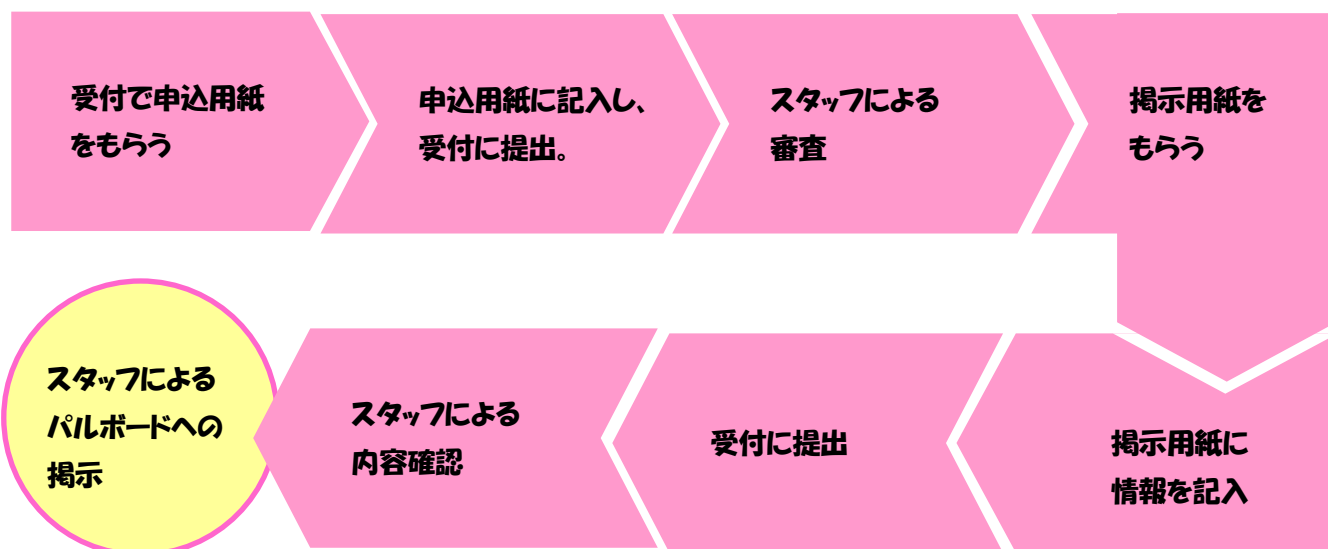 受付で申込用紙
をもらう
申込用紙に記入し、
受付に提出。
スタッフによる
審査
掲示用紙を
もらう
掲示用紙に
情報を記入
受付に提出
スタッフによる
内容確認
スタッフによる
パルボードへの
掲示